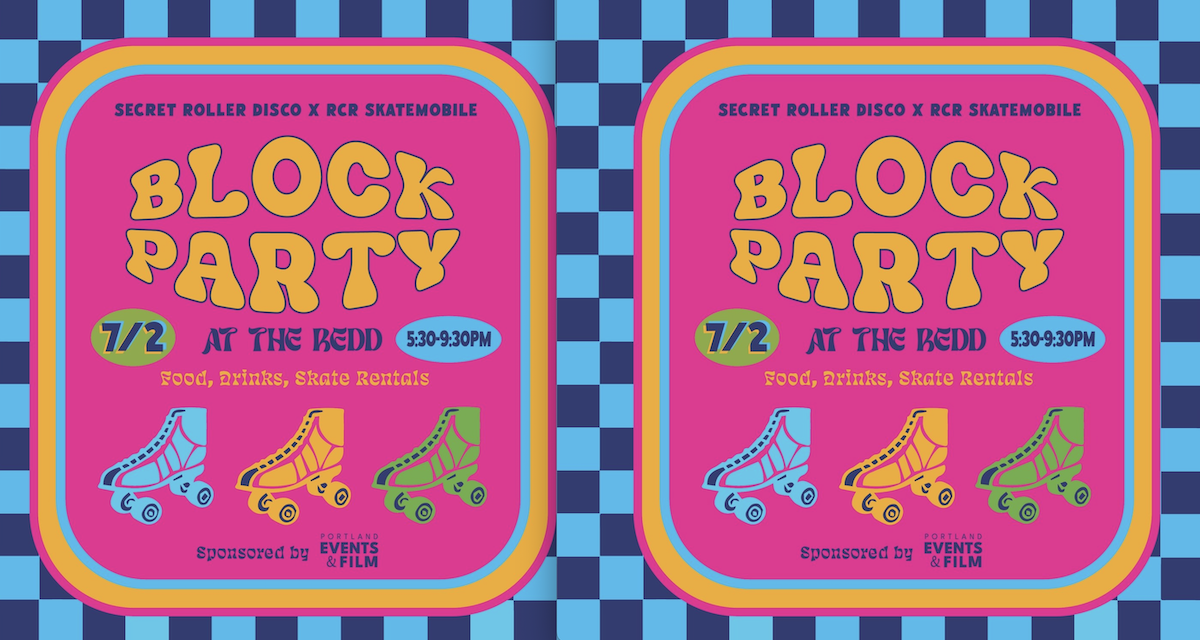 SECRET ROLLER DISCO X RCR SKATEMOBILE
BLOCK
PARTY
7/2
AT THE REDD
5:30-9:30PM
Food, Drinks, Skate Rentals
Sponsored by
PORTLAND
EVENTS
& FILM
SECRET ROLLER DISCO X RCR SKATEMOBILE
BLOCK
PARTY
7/2
AT THE REDD
5:30-9:30PM
Food, Drinks, Skate Rentals
Sponsored by
PORTLAND
EVENTS
& FILM